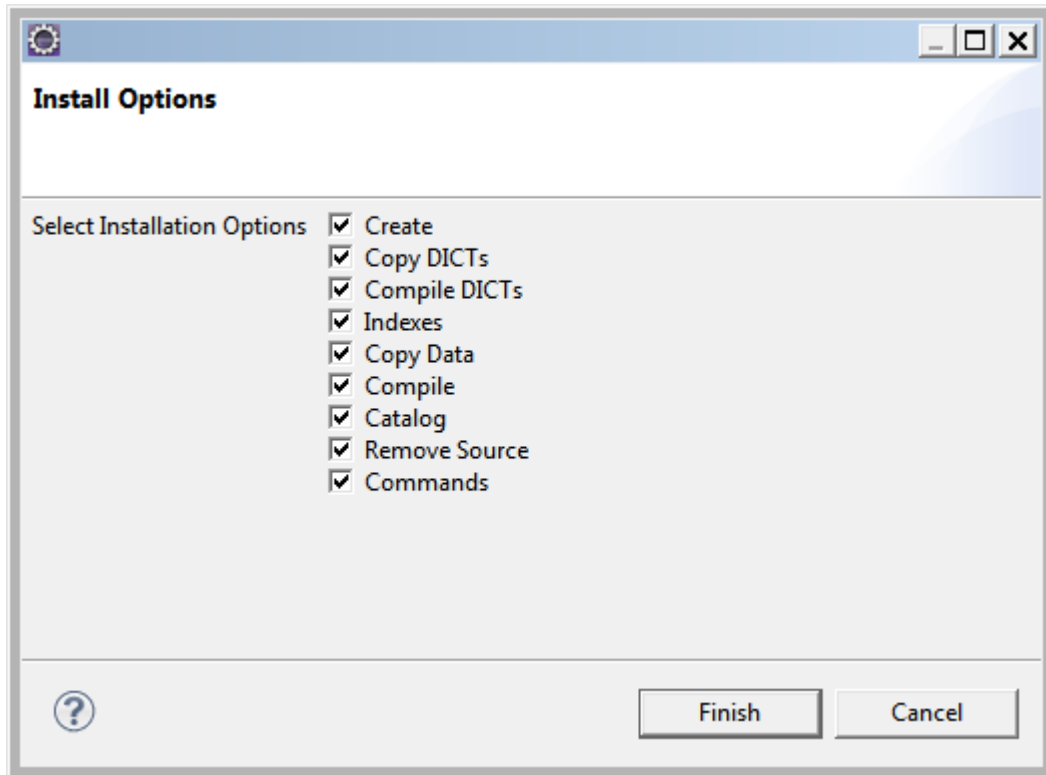 Install Options
Select Installation Options
Create
Copy DICTs
Compile DICTs
Indexes
Copy Data
Compile
Catalog
Remove Source
Commands
?
Finish
Cancel